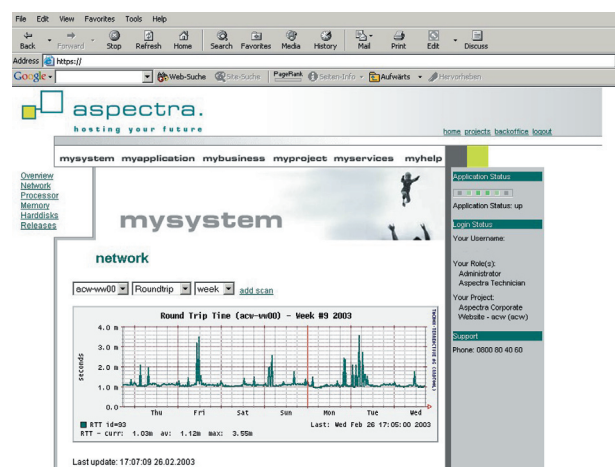 File Edit View Favorites Tools Help
Back Forward Stop Refresh Home Search Favorites Media History Mail Print Edit Discuss
Address https://
Google Web-Suche Site-Suche PageRank Seiten-Info Aufwärts Hervorheben
aspectra.
hosting your future
home projects backoffice logout
mysystem myapplication mybusiness myproject myservices myhelp
Overview
Network
Processor
Memory
Harddisks
Releases
mysystem
network
acw-ww00 Roundtrip week add scan
Round Trip Time (acw-ww00) - Week #9 2003
seconds
4.0 m
3.0 m
2.0 m
1.0 m
0.0
Thu Fri Sat Sun Mon Tue Wed
RTT id=93 Last: Wed Feb 26 17:05:00 2003
RTT - curr: 1.03m av: 1.12m max: 3.55m
Last update: 17:07:09 26.02.2003
Application Status
Application Status: up
Login Status
Your Username:
Your Role(s):
Administrator
Aspectra Technician
Your Project:
Aspectra Corporate
Website - acw (acw)
Support
Phone: 0800 80 40 60